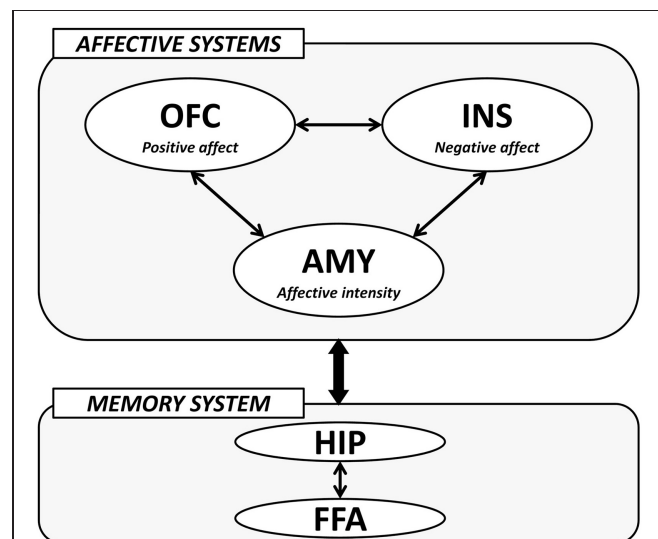 AFFECTIVE SYSTEMS
OFC
Positive affect
INS
Negative affect
AMY
Affective intensity
MEMORY SYSTEM
HIP
FFA